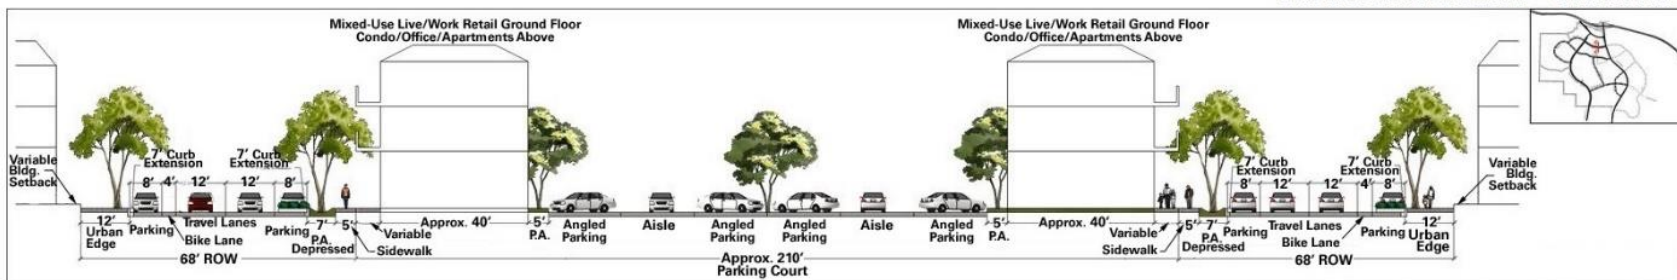 Mixed-Use Live/Work Retail Ground Floor
Condo/Office/Apartments Above
Mixed-Use Live/Work Retail Ground Floor
Condo/Office/Apartments Above
Variable
Bldg.
Setback
7' Curb
Extension
7' Curb
Extension
8' 4' 12' 12' 8'
12'
Urban
Edge
Parking
Travel Lanes
Bike Lane
Parking
7'
P.A.
Depressed
5'
Variable
Sidewalk
68' ROW
Approx. 40'
5'
P.A.
Angled
Parking
Aisle
Angled
Parking
Angled
Parking
Aisle
Angled
Parking
5'
P.A.
Approx. 40'
Approx. 210'
Parking Court
Variable
Sidewalk
5'
7'
P.A.
Depressed
7' Curb
Extension
7' Curb
Extension
8' 12' 12' 4' 8'
Parking
Travel Lanes
Bike Lane
Parking
12'
Urban
Edge
68' ROW
Variable
Bldg.
Setback